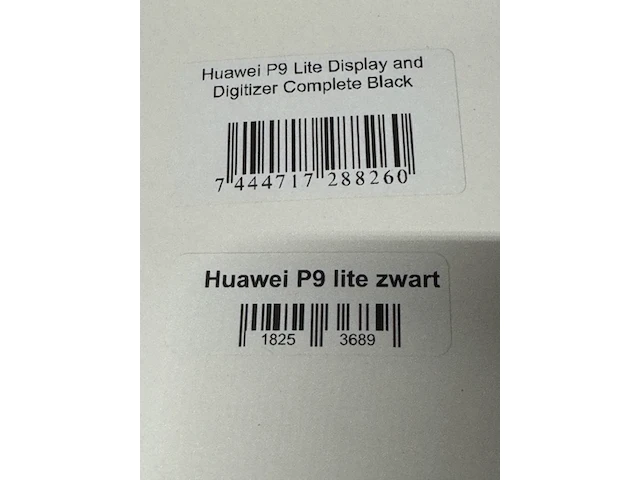 Huawei P9 Lite Display and
Digitizer Complete Black
7 444717 288260
Huawei P9 lite zwart
1825 3689